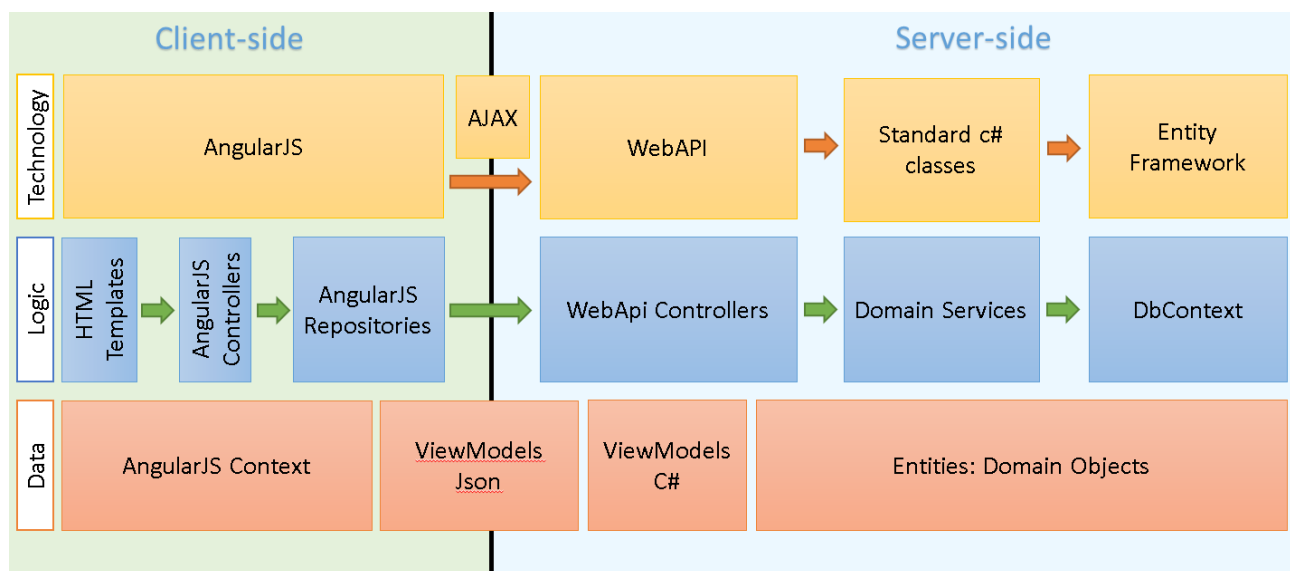 Client-side
Server-side
Technology
AngularJS
AJAX
WebAPI
Standard c#
classes
Entity
Framework
Logic
HTML
Templates
AngularJS
Controllers
AngularJS
Repositories
WebApi Controllers
Domain Services
DbContext
Data
AngularJS Context
ViewModels
Json
ViewModels
C#
Entities: Domain Objects